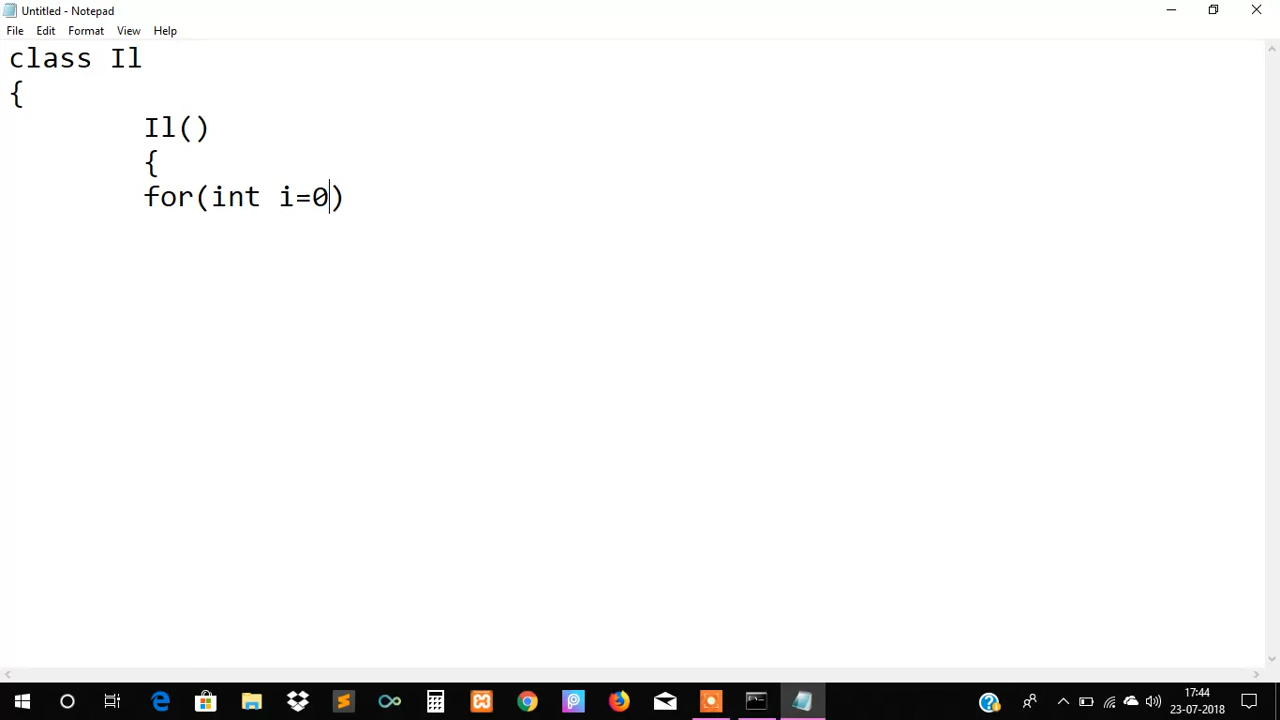 Untitled - Notepad
File Edit Format View Help
class Il
{
Il()
{
for(int i=0)
17:44
23-07-2018